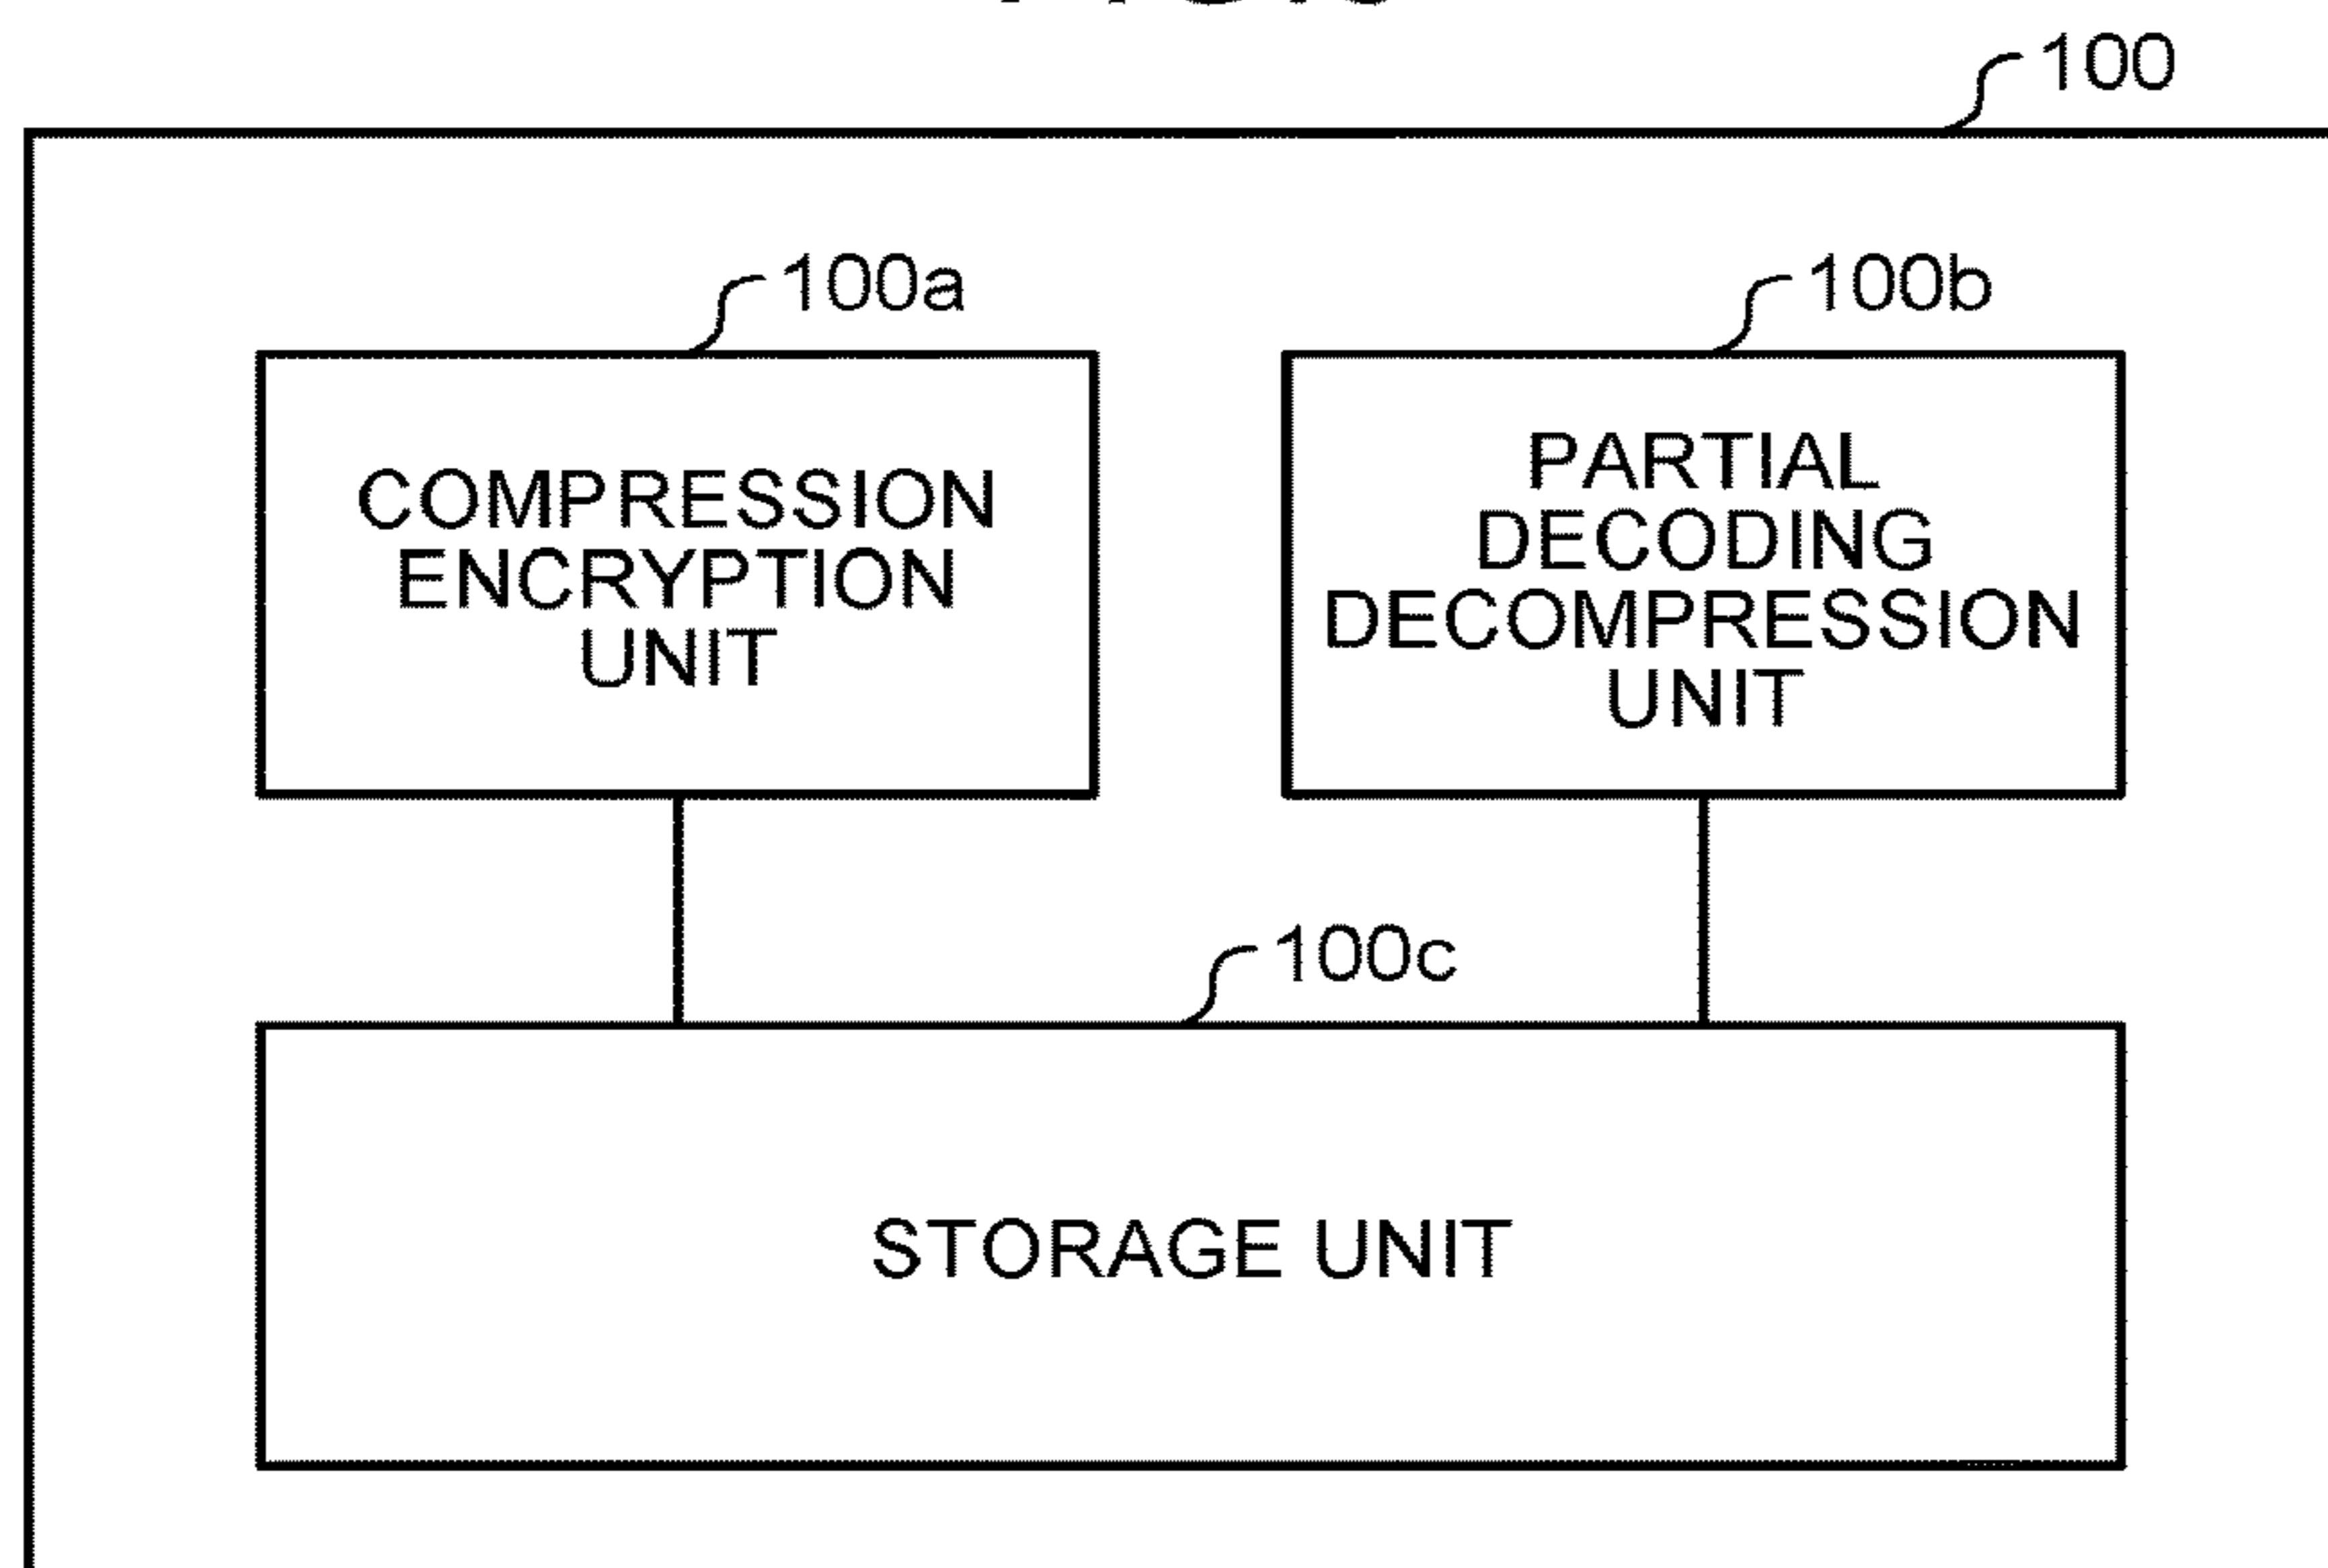 100
100a
100b
COMPRESSION
ENCRYPTION
UNIT
PARTIAL
DECODING
DECOMPRESSION
UNIT
100c
STORAGE UNIT